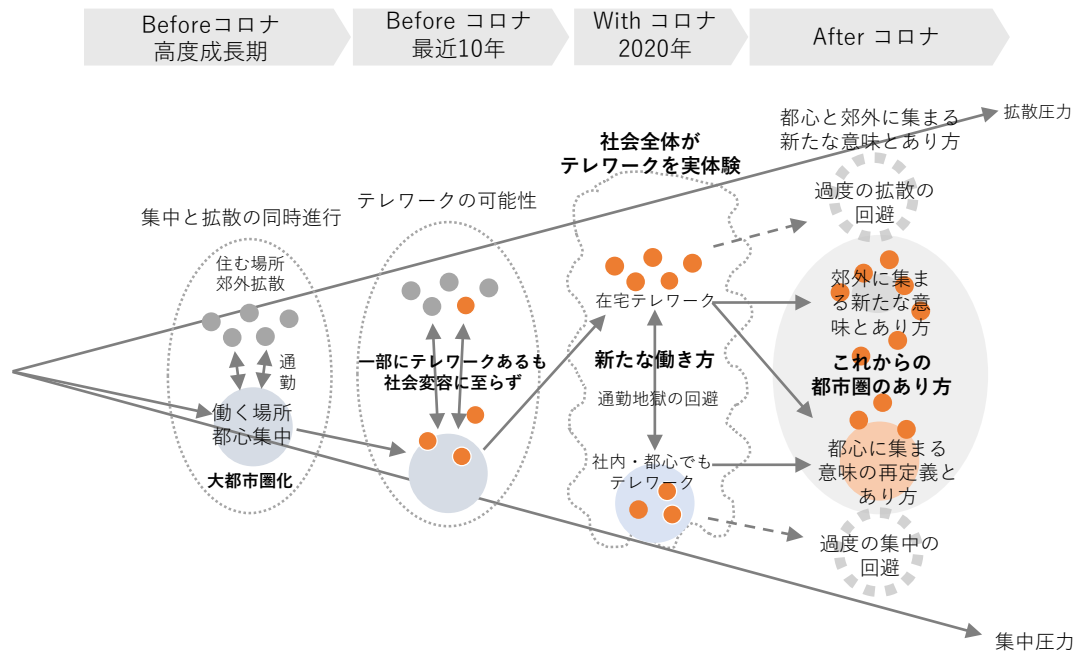 Beforeコロナ
高度成長期
Before コロナ
最近10年
With コロナ
2020年
After コロナ
拡散圧力
都心と郊外に集まる
新たな意味とあり方
社会全体が
テレワークを実体験
過度の拡散の
回避
テレワークの可能性
集中と拡散の同時進行
住む場所
郊外拡散
在宅テレワーク
郊外に集ま
る新たな意
味とあり方
通
勤
一部にテレワークあるも
社会変容に至らず
新たな働き方
これからの
都市圏のあり方
通勤地獄の回避
働く場所
都心集中
大都市圏化
社内・都心でも
テレワーク
都心に集まる
意味の再定義と
あり方
過度の集中の
回避
集中圧力